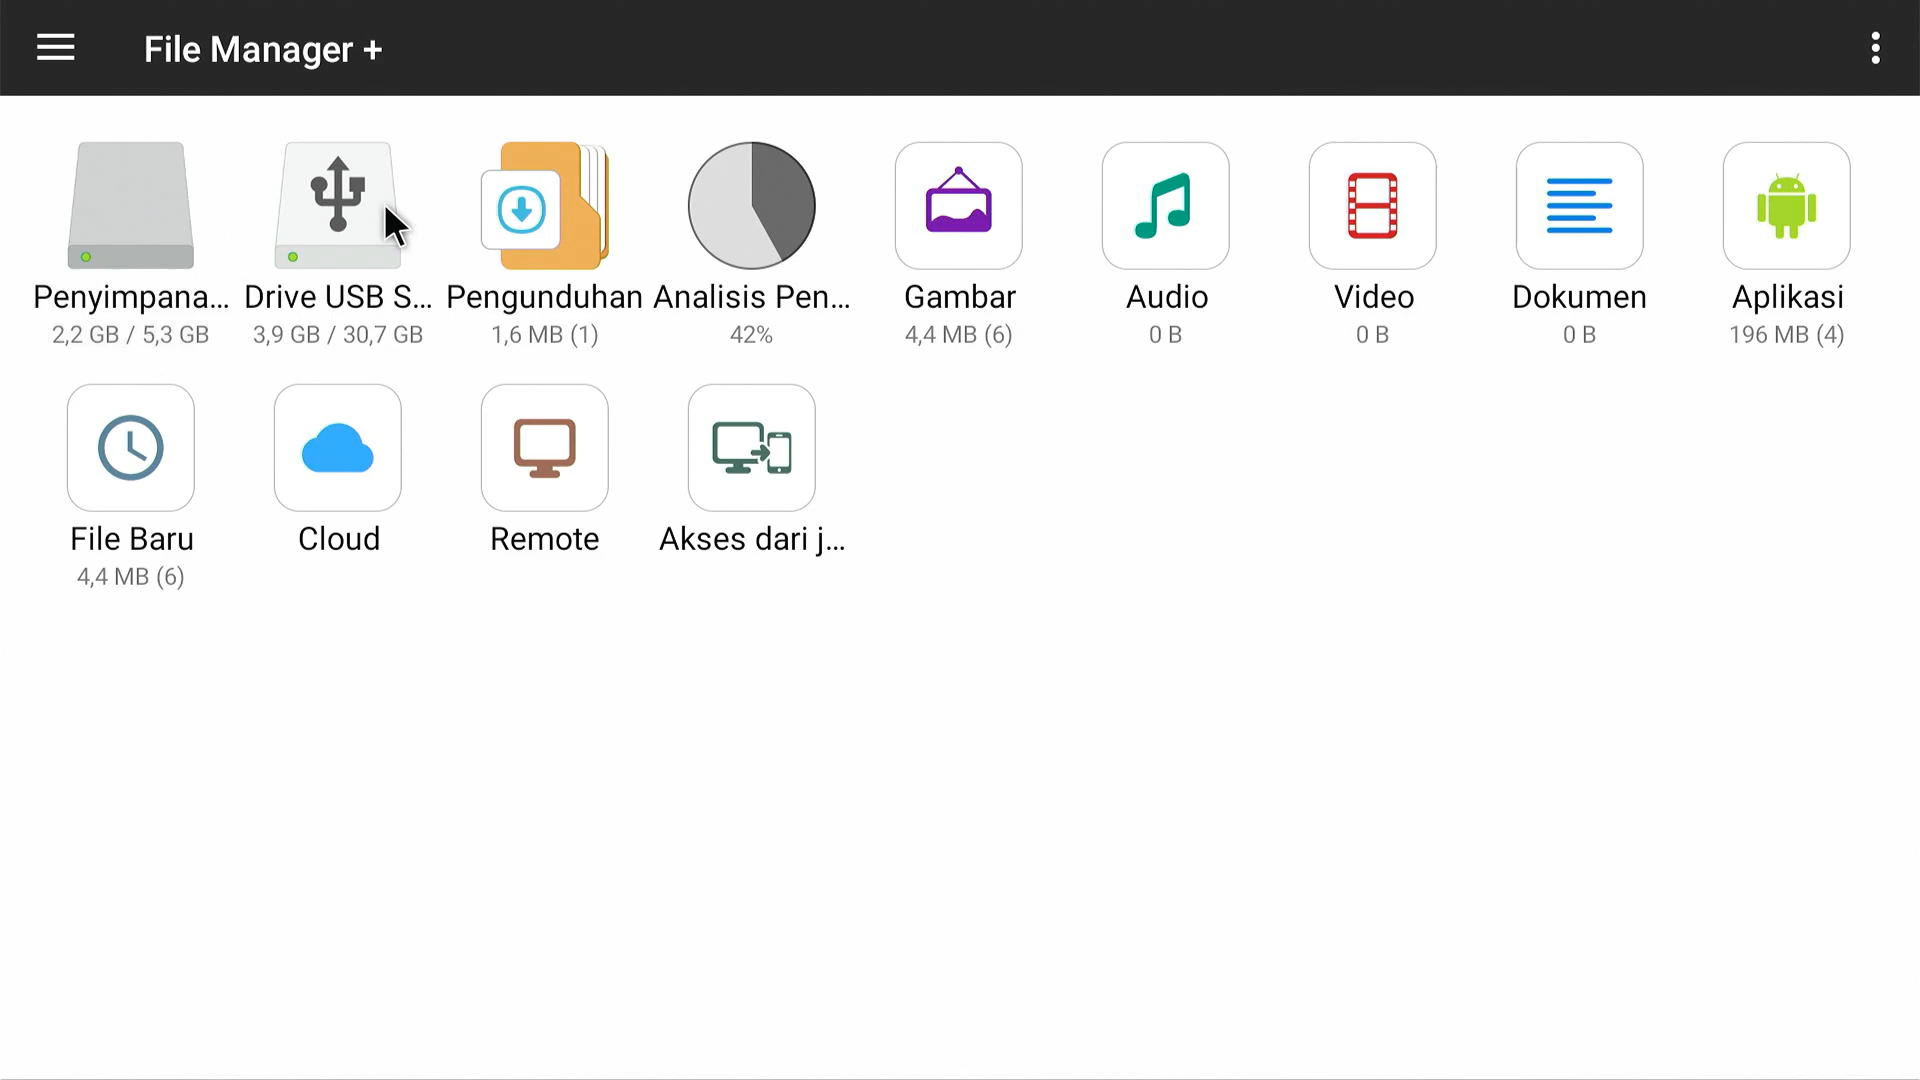 File Manager +
Penyimpana... Drive USB S... Pengunduhan Analisis Pen... Gambar Audio Video Dokumen Aplikasi
2,2 GB / 5,3 GB 3,9 GB / 30,7 GB 1,6 MB (1) 42% 4,4 MB (6) 0 B 0 B 0 B 196 MB (4)
File Baru Cloud Remote Akses dari j...
4,4 MB (6)